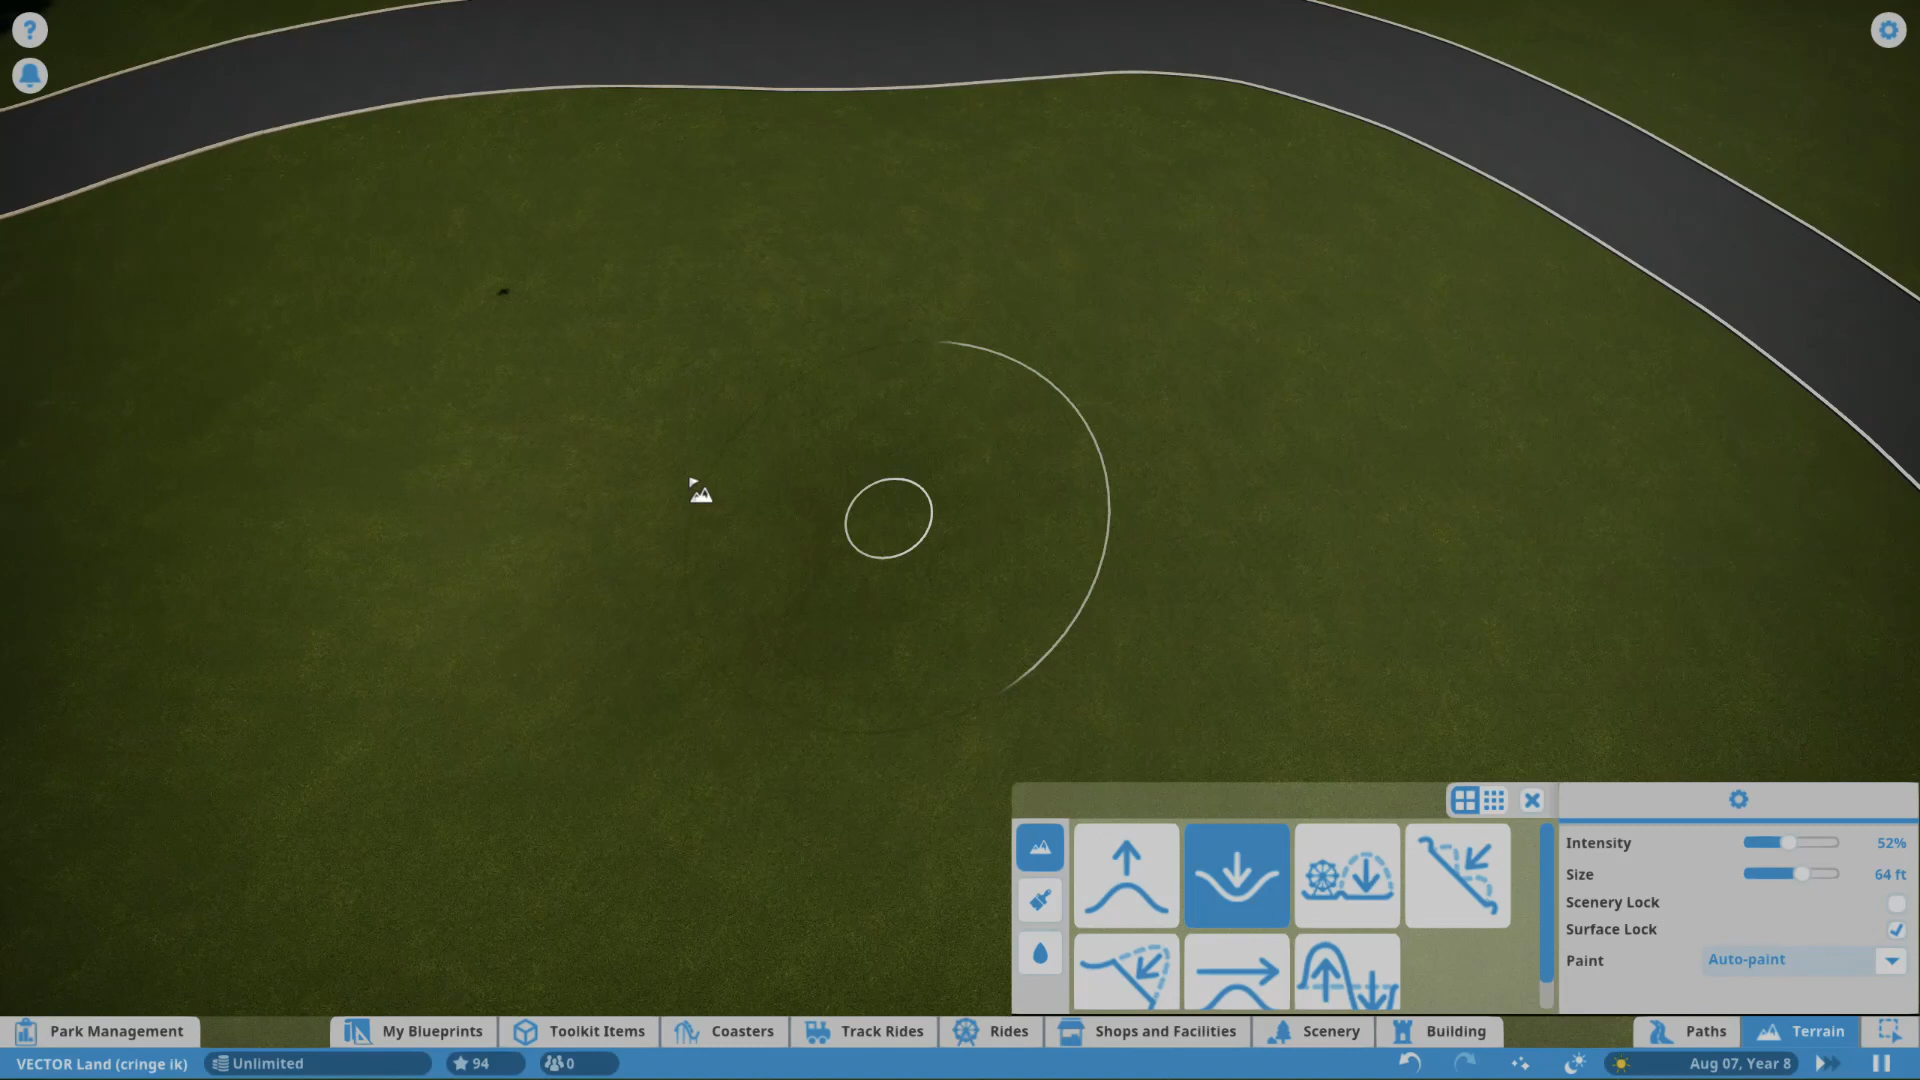 ?
Intensity 52%
Size 64 ft
Scenery Lock
Surface Lock
Paint Auto-paint
Park Management My Blueprints Toolkit Items Coasters Track Rides Rides Shops and Facilities Scenery Building Paths Terrain
VECTOR Land (cringe ik) Unlimited 94 0 Aug 07, Year 8